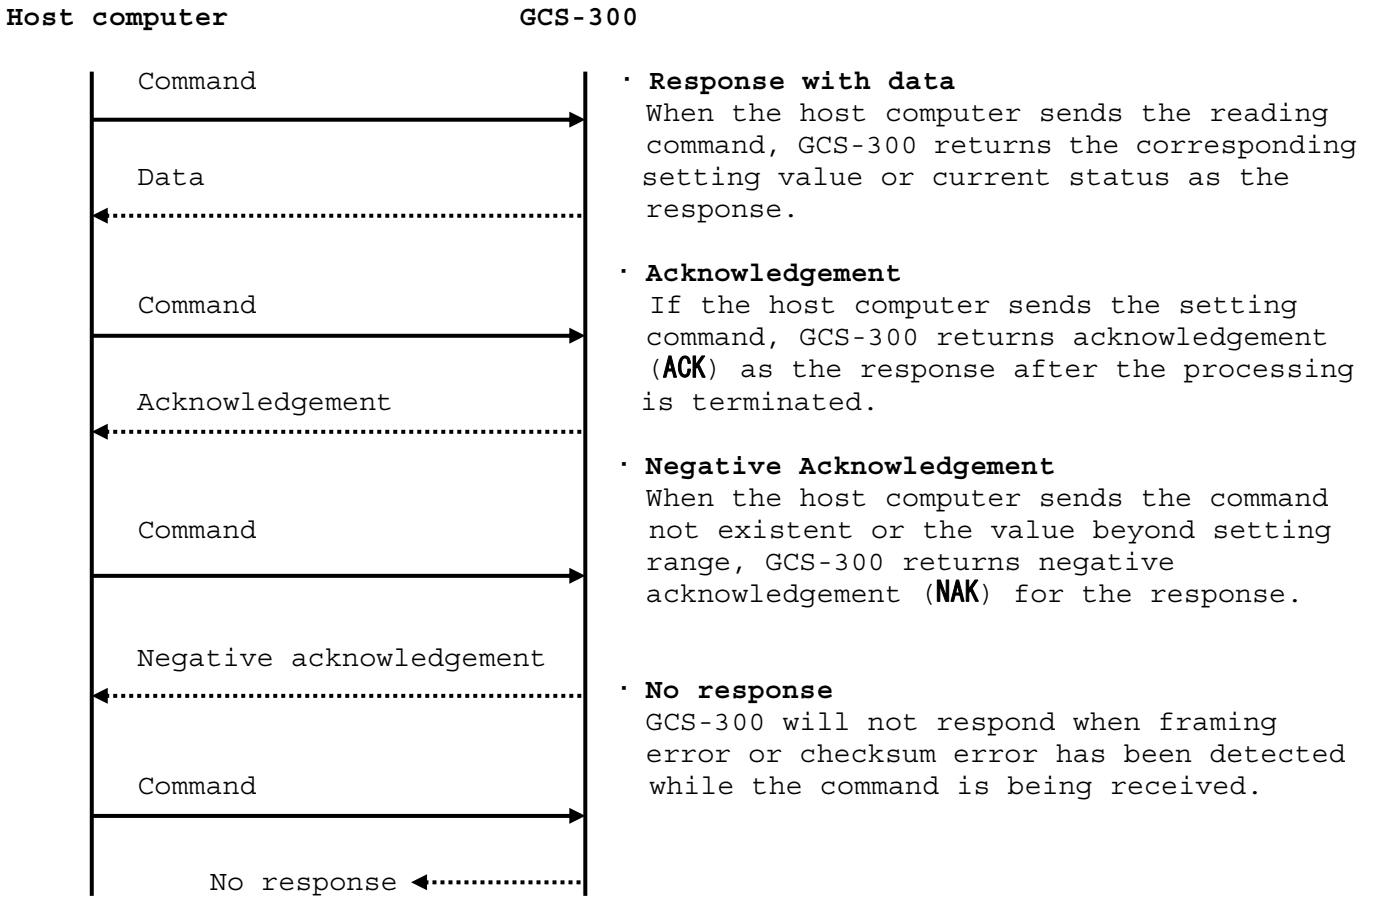 Host computer GCS-300
Command
Data
Command
Acknowledgement
Command
Negative acknowledgement
Command
No response
· Response with data
When the host computer sends the reading
command, GCS-300 returns the corresponding
setting value or current status as the
response.
· Acknowledgement
If the host computer sends the setting
command, GCS-300 returns acknowledgement
(ACK) as the response after the processing
is terminated.
· Negative Acknowledgement
When the host computer sends the command
not existent or the value beyond setting
range, GCS-300 returns negative
acknowledgement (NAK) for the response.
· No response
GCS-300 will not respond when framing
error or checksum error has been detected
while the command is being received.